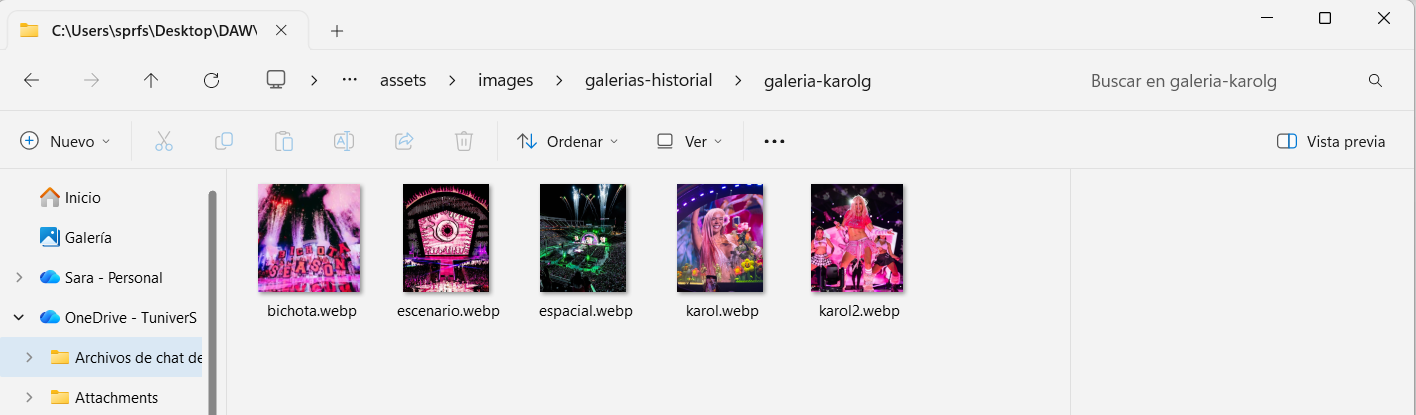 C:\Users\sprfs\Desktop\DAW\
assets > images > galerias-historial > galeria-karolg
Buscar en galeria-karolg
Nuevo
Ordenar
Ver
Vista previa
Inicio
Galería
Sara - Personal
OneDrive - TuniverS
Archivos de chat de
Attachments
BICHOTA
SEASON
bichota.webp
escenario.webp
espacial.webp
karol.webp
karol2.webp